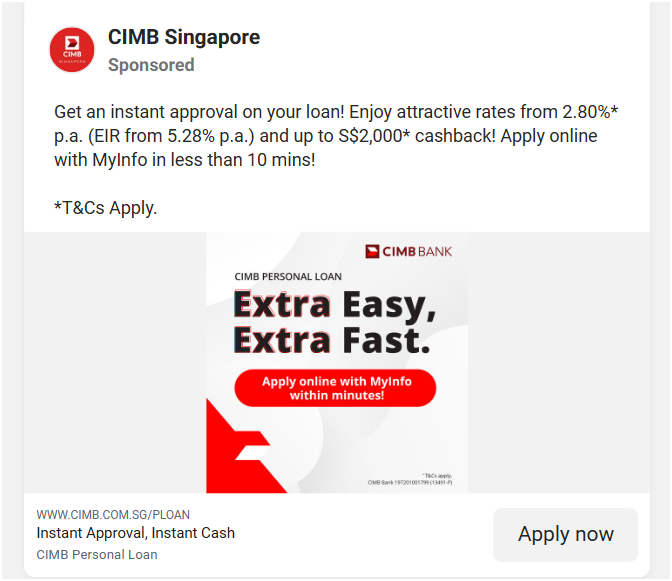 CIMB
SINGAPORE
CIMB Singapore
Sponsored
Get an instant approval on your loan! Enjoy attractive rates from 2.80%*
p.a. (EIR from 5.28% p.a.) and up to S$2,000* cashback! Apply online
with MyInfo in less than 10 mins!
*T&Cs Apply.
CIMB BANK
CIMB PERSONAL LOAN
Extra Easy,
Extra Fast.
Apply online with MyInfo
within minutes!
*T&Cs apply.
CIMB Bank 197201001799 (13491-P)
WWW.CIMB.COM.SG/PLOAN
Instant Approval, Instant Cash
CIMB Personal Loan
Apply now